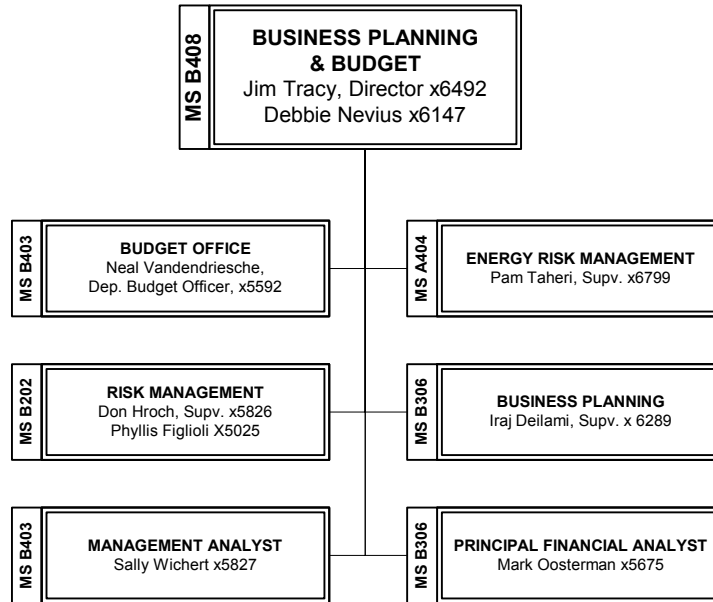 MS B408
BUSINESS PLANNING
& BUDGET
Jim Tracy, Director x6492
Debbie Nevius x6147
MS B403
BUDGET OFFICE
Neal Vandendriesche,
Dep. Budget Officer, x5592
MS A404
ENERGY RISK MANAGEMENT
Pam Taheri, Supv. x6799
MS B202
RISK MANAGEMENT
Don Hroch, Supv. x5826
Phyllis Figlioli X5025
MS B306
BUSINESS PLANNING
Iraj Deilami, Supv. x 6289
MS B403
MANAGEMENT ANALYST
Sally Wichert x5827
MS B306
PRINCIPAL FINANCIAL ANALYST
Mark Oosterman x5675